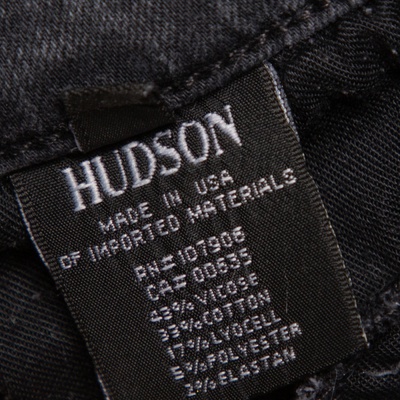 HUDSON
MADE IN USA
OF IMPORTED MATERIALS
RN# 107906
CA# 00635
43% VICOSE
33% COTTON
17% LYOCELL
5% POLYESTER
2% ELASTAN